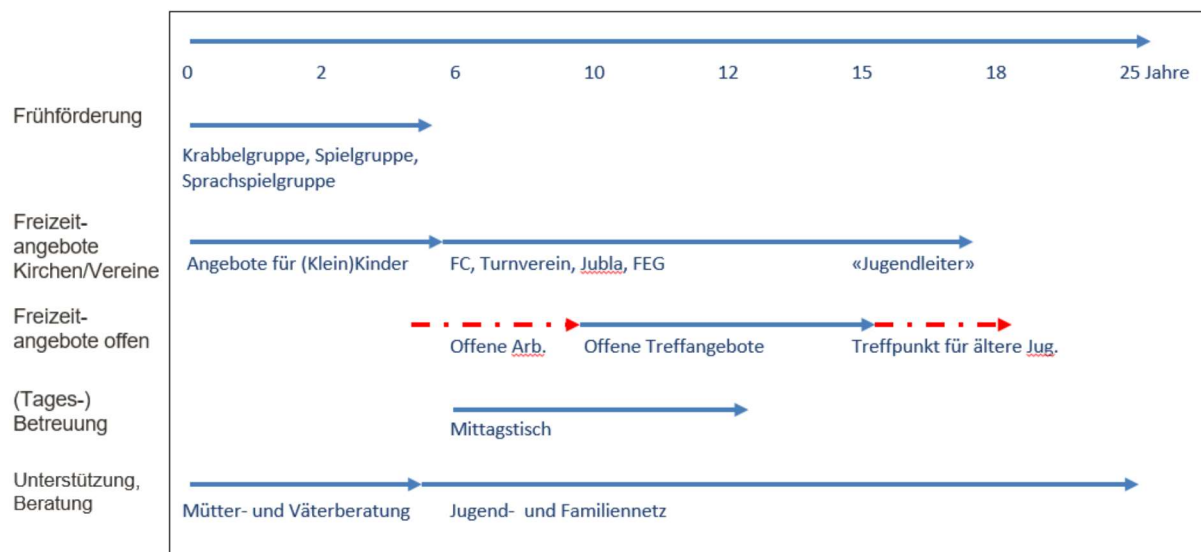 0 2 6 10 12 15 18 25 Jahre
Frühförderung
Krabbelgruppe, Spielgruppe,
Sprachspielgruppe
Freizeit-
angebote
Kirchen/Vereine
Angebote für (Klein)Kinder FC, Turnverein, Jubla, FEG «Jugendleiter»
Freizeit-
angebote offen
Offene Arb. Offene Treffangebote Treffpunkt für ältere Jug.
(Tages-)
Betreuung
Mittagstisch
Unterstützung,
Beratung
Mütter- und Väterberatung Jugend- und Familiennetz